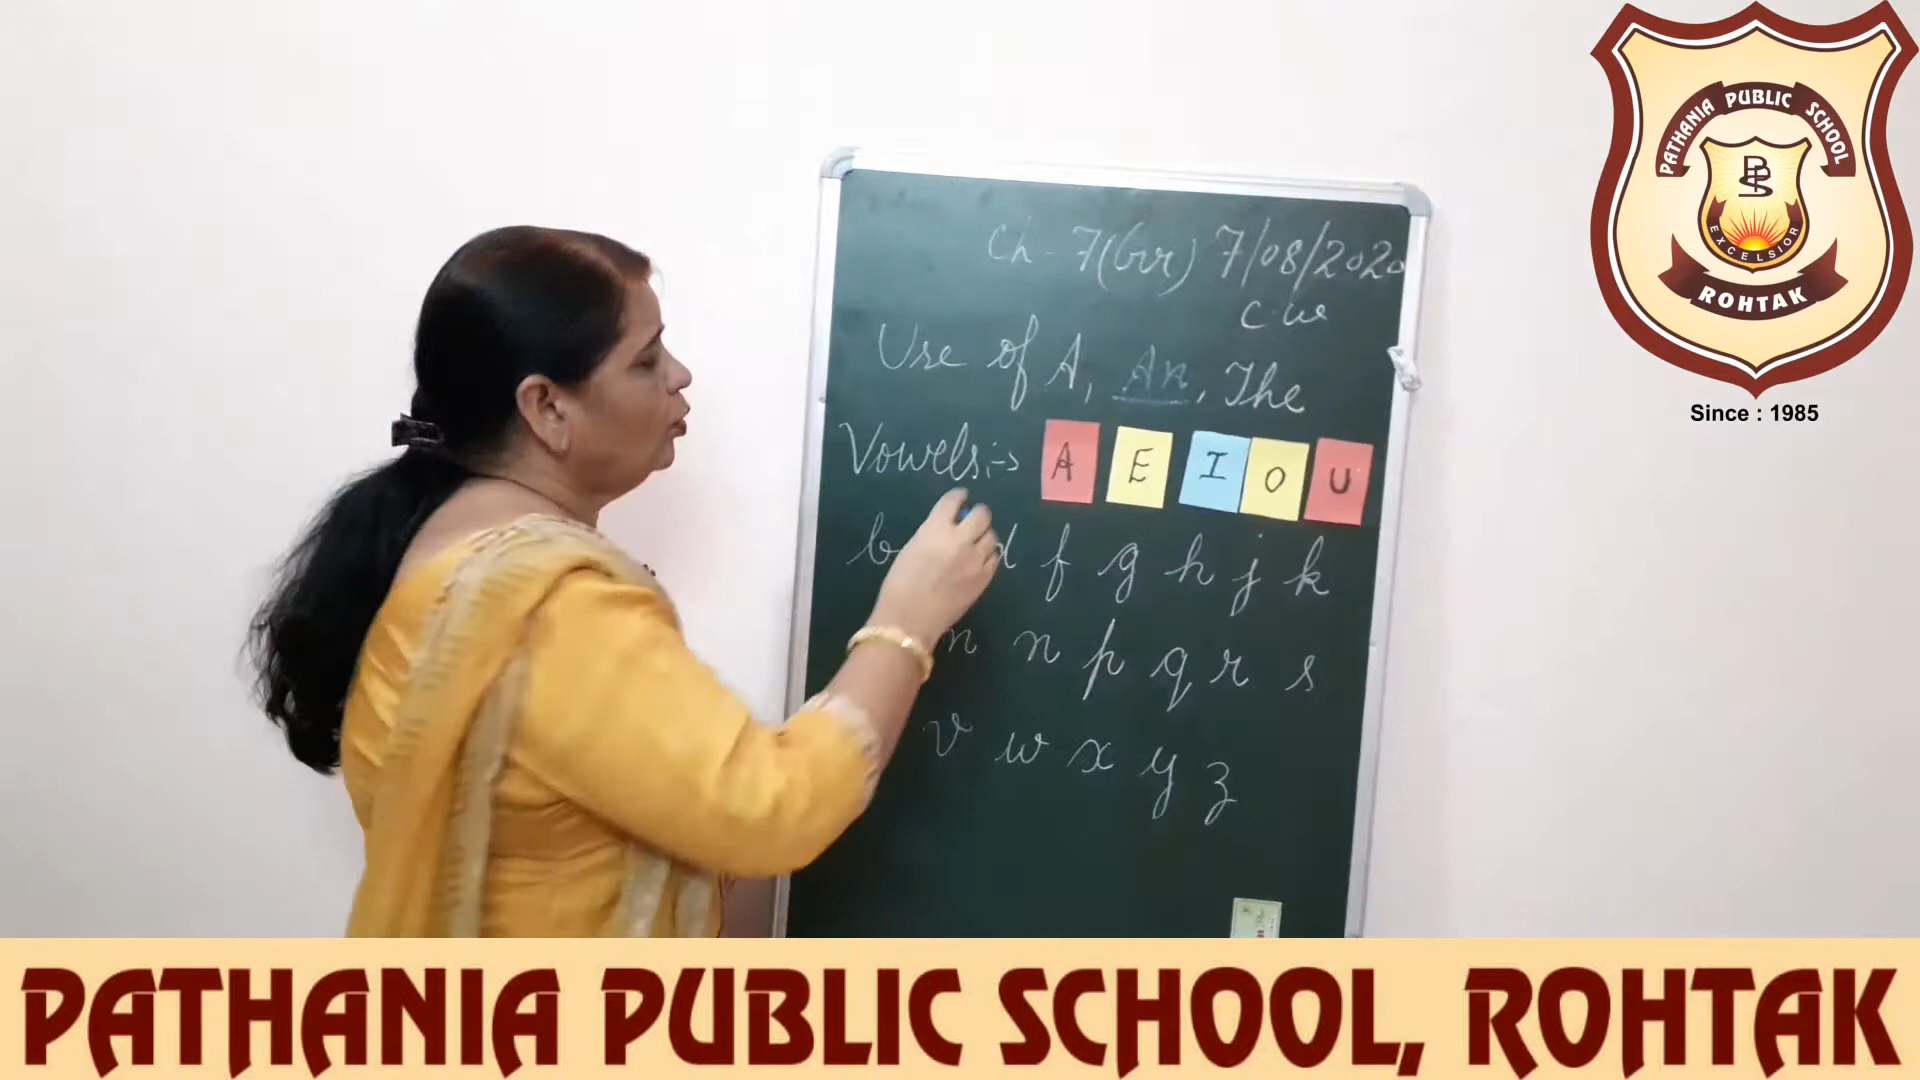 PATHANIA PUBLIC SCHOOL
PBS
EXCELSIOR
ROHTAK
Since : 1985
Ch - 7(Gr) 7/08/2020
C.w
Use of A, An, The
Vowels:-> A E I O U
b d f g h j k
m n p q r s
v w x y z
PATHANIA PUBLIC SCHOOL, ROHTAK